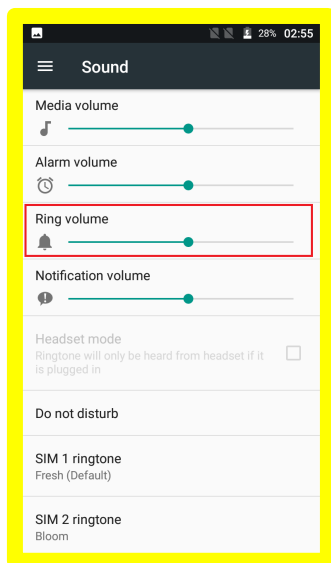 28% 02:55
Sound
Media volume
Alarm volume
Ring volume
Notification volume
Headset mode
Ringtone will only be heard from headset if it
is plugged in
Do not disturb
SIM 1 ringtone
Fresh (Default)
SIM 2 ringtone
Bloom